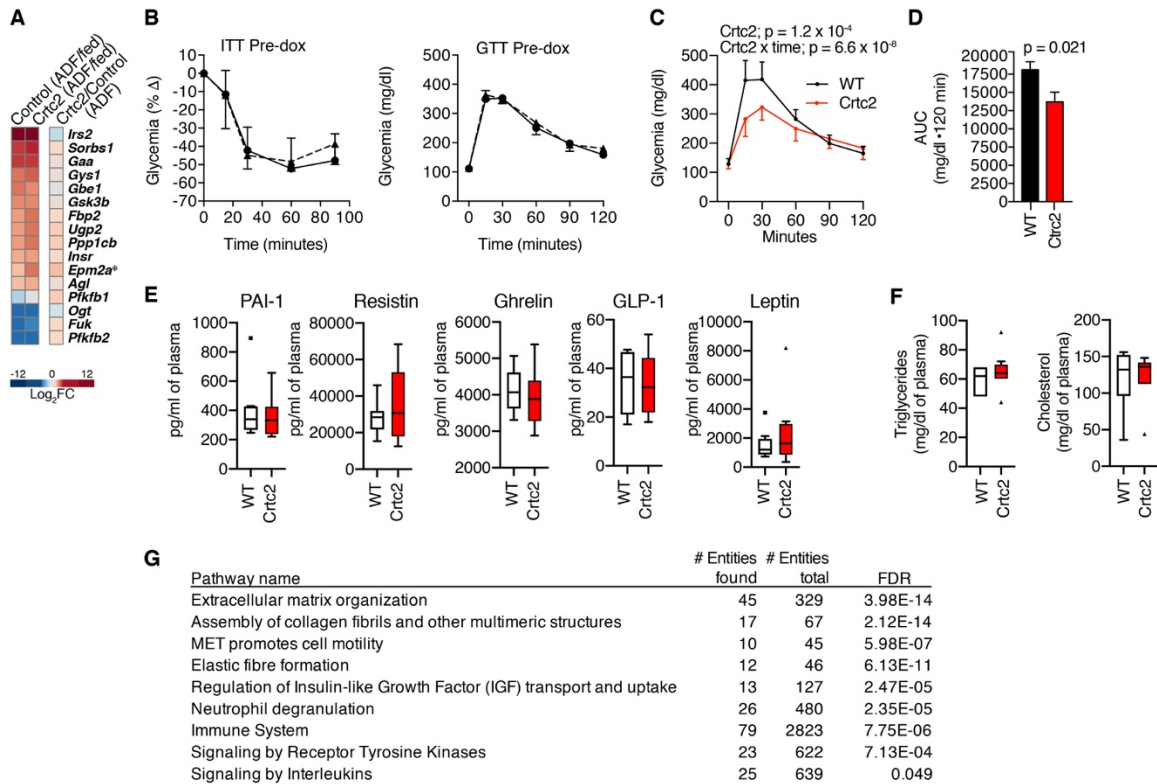 A
Control (ADF/fed)
Crtc2 (ADF/fed)
Crtc2/Control
(ADF)
Irs2
Sorbs1
Gaa
Gys1
Gbe1
Gsk3b
Fbp2
Ugp2
Ppp1cb
Insr
Epm2a*
Agl
Pfkfb1
Ogt
Fuk
Pfkfb2
-12 0 12
Log2FC
B
ITT Pre-dox
Glycemia (% Δ)
10
0
-10
-20
-30
-40
-50
-60
-70
0 20 40 60 80 100
Time (minutes)
GTT Pre-dox
Glycemia (mg/dl)
500
400
300
200
100
0
0 30 60 90 120
Time (minutes)
C
Crtc2; p = 1.2 x 10-4
Crtc2 x time; p = 6.6 x 10-8
WT
Crtc2
Glycemia (mg/dl)
500
400
300
200
100
0
0 30 60 90 120
Minutes
D
p = 0.021
AUC
(mg/dl •120 min)
20000
17500
15000
12500
10000
7500
5000
2500
0
WT
Ctrc2
E
PAI-1
pg/ml of plasma
1000
800
600
400
200
0
WT
Crtc2
Resistin
pg/ml of plasma
80000
60000
40000
20000
0
WT
Crtc2
Ghrelin
pg/ml of plasma
6000
5000
4000
3000
2000
WT
Crtc2
GLP-1
pg/ml of plasma
60
40
20
0
WT
Crtc2
Leptin
pg/ml of plasma
10000
8000
6000
4000
2000
0
WT
Crtc2
F
Triglycerides
(mg/dl of plasma)
150
100
50
0
WT
Crtc2
Cholesterol
(mg/dl of plasma)
200
150
100
50
0
WT
Crtc2
G
# Entities # Entities
Pathway name found total FDR
Extracellular matrix organization 45 329 3.98E-14
Assembly of collagen fibrils and other multimeric structures 17 67 2.12E-14
MET promotes cell motility 10 45 5.98E-07
Elastic fibre formation 12 46 6.13E-11
Regulation of Insulin-like Growth Factor (IGF) transport and uptake 13 127 2.47E-05
Neutrophil degranulation 26 480 2.35E-05
Immune System 79 2823 7.75E-06
Signaling by Receptor Tyrosine Kinases 23 622 7.13E-04
Signaling by Interleukins 25 639 0.049